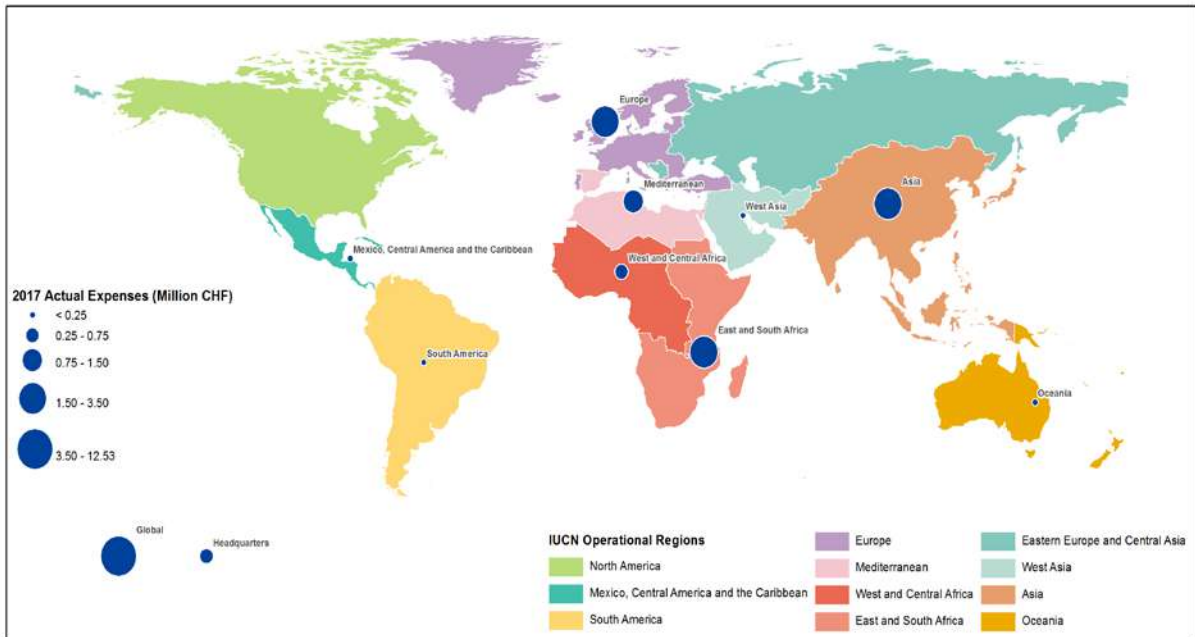 Europe
Mediterranean
Asia
West Asia
Mexico, Central America and the Caribbean
West and Central Africa
2017 Actual Expenses (Million CHF)
< 0.25
0.25 - 0.75
0.75 - 1.50
1.50 - 3.50
3.50 - 12.53
East and South Africa
South America
Oceania
Global
Headquarters
IUCN Operational Regions
North America
Mexico, Central America and the Caribbean
South America
Europe
Mediterranean
West and Central Africa
East and South Africa
Eastern Europe and Central Asia
West Asia
Asia
Oceania